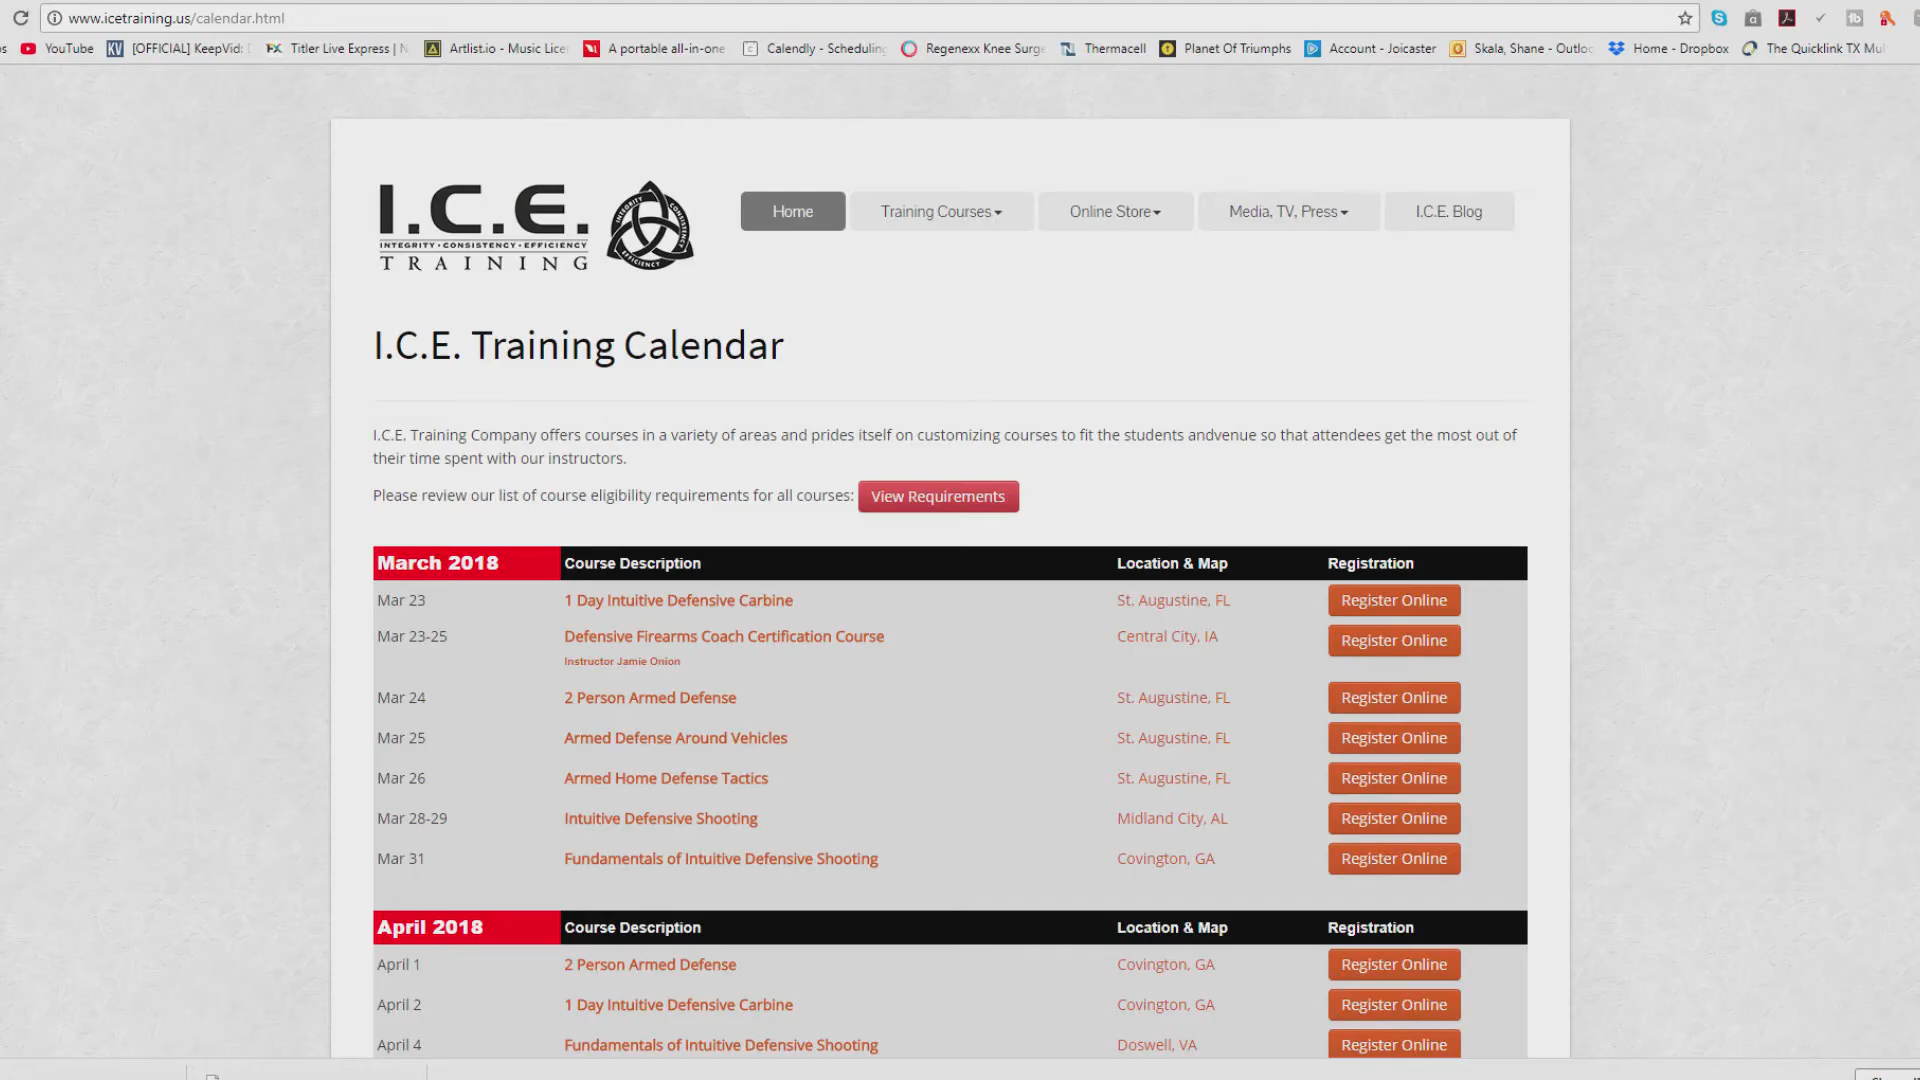 www.icetraining.us/calendar.html
YouTube [OFFICIAL] KeepVid: Titler Live Express | N Artlist.io - Music Lice A portable all-in-one Calendly - Scheduling Regenexx Knee Surge Thermacell Planet Of Triumphs Account - Joicaster Skala, Shane - Outloo Home - Dropbox The Quicklink TX Mul
I.C.E.
INTEGRITY · CONSISTENCY · EFFICIENCY
TRAINING
INTEGRITY CONSISTENCY EFFICIENCY
Home Training Courses Online Store Media, TV, Press I.C.E. Blog
I.C.E. Training Calendar
I.C.E. Training Company offers courses in a variety of areas and prides itself on customizing courses to fit the students andvenue so that attendees get the most out of
their time spent with our instructors.
Please review our list of course eligibility requirements for all courses: View Requirements
March 2018 Course Description Location & Map Registration
Mar 23 1 Day Intuitive Defensive Carbine St. Augustine, FL Register Online
Mar 23-25 Defensive Firearms Coach Certification Course Central City, IA Register Online
Instructor Jamie Onion
Mar 24 2 Person Armed Defense St. Augustine, FL Register Online
Mar 25 Armed Defense Around Vehicles St. Augustine, FL Register Online
Mar 26 Armed Home Defense Tactics St. Augustine, FL Register Online
Mar 28-29 Intuitive Defensive Shooting Midland City, AL Register Online
Mar 31 Fundamentals of Intuitive Defensive Shooting Covington, GA Register Online
April 2018 Course Description Location & Map Registration
April 1 2 Person Armed Defense Covington, GA Register Online
April 2 1 Day Intuitive Defensive Carbine Covington, GA Register Online
April 4 Fundamentals of Intuitive Defensive Shooting Doswell, VA Register Online